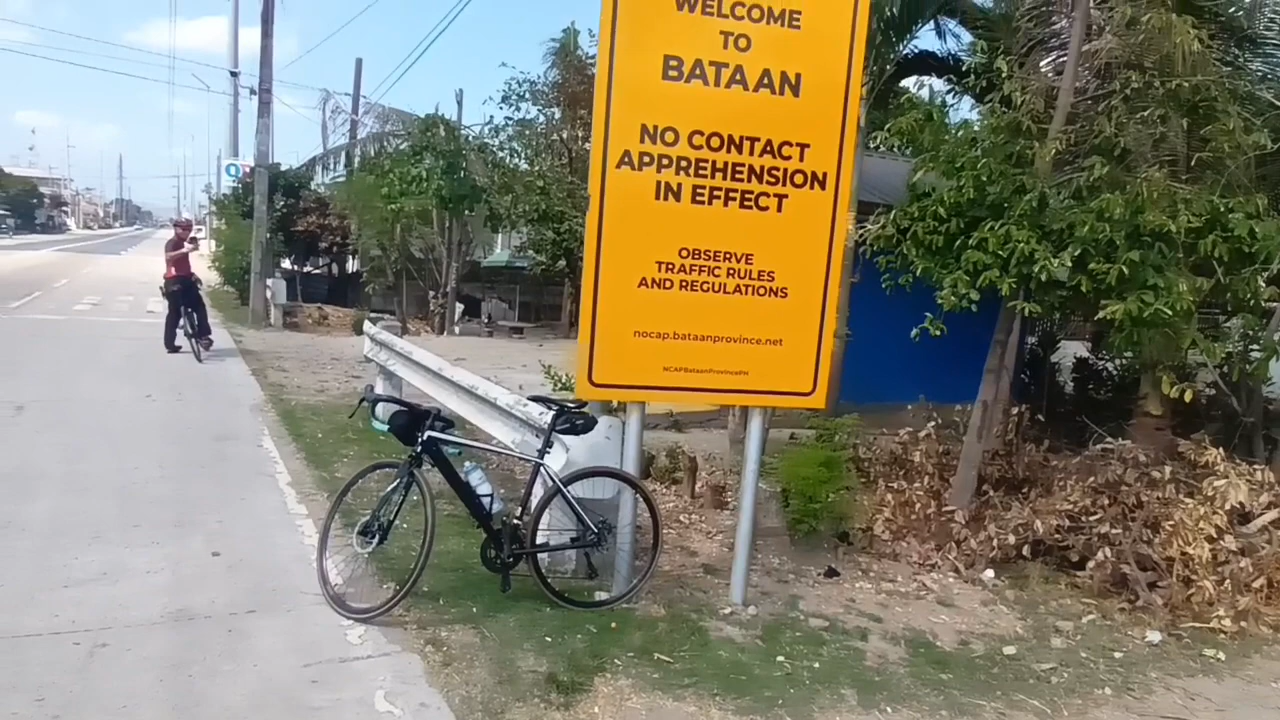 WELCOME
TO
BATAAN
NO CONTACT
APPREHENSION
IN EFFECT
OBSERVE
TRAFFIC RULES
AND REGULATIONS
nocap.bataanprovince.net
NCAPBataanProvincePH
Q